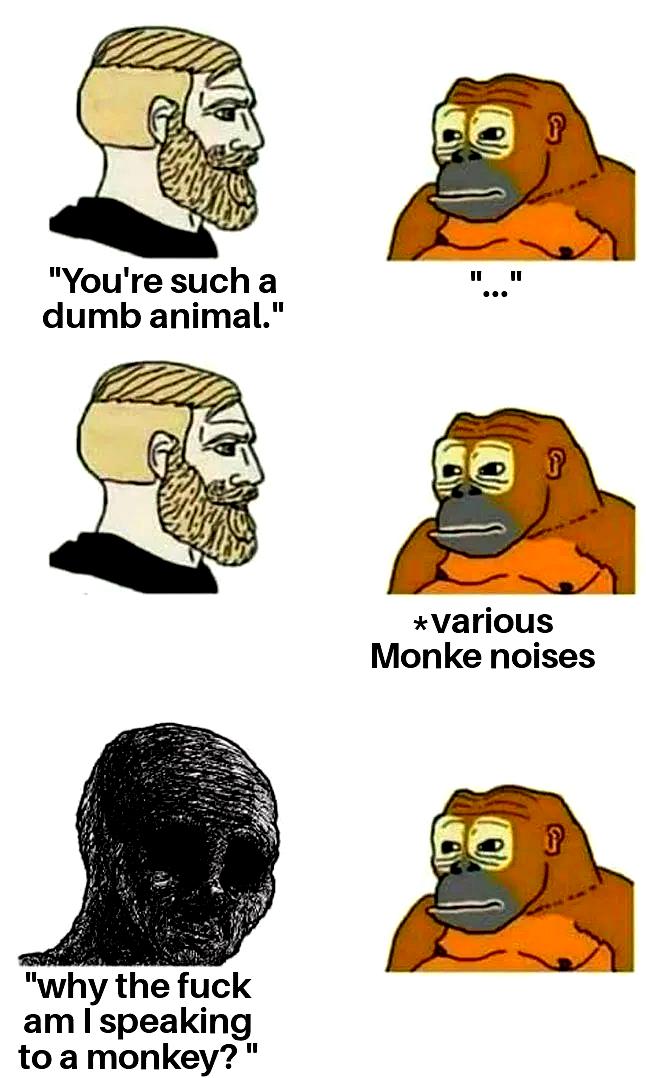 "You're such a
dumb animal."
"..."
*various
Monke noises
"why the fuck
am I speaking
to a monkey? "